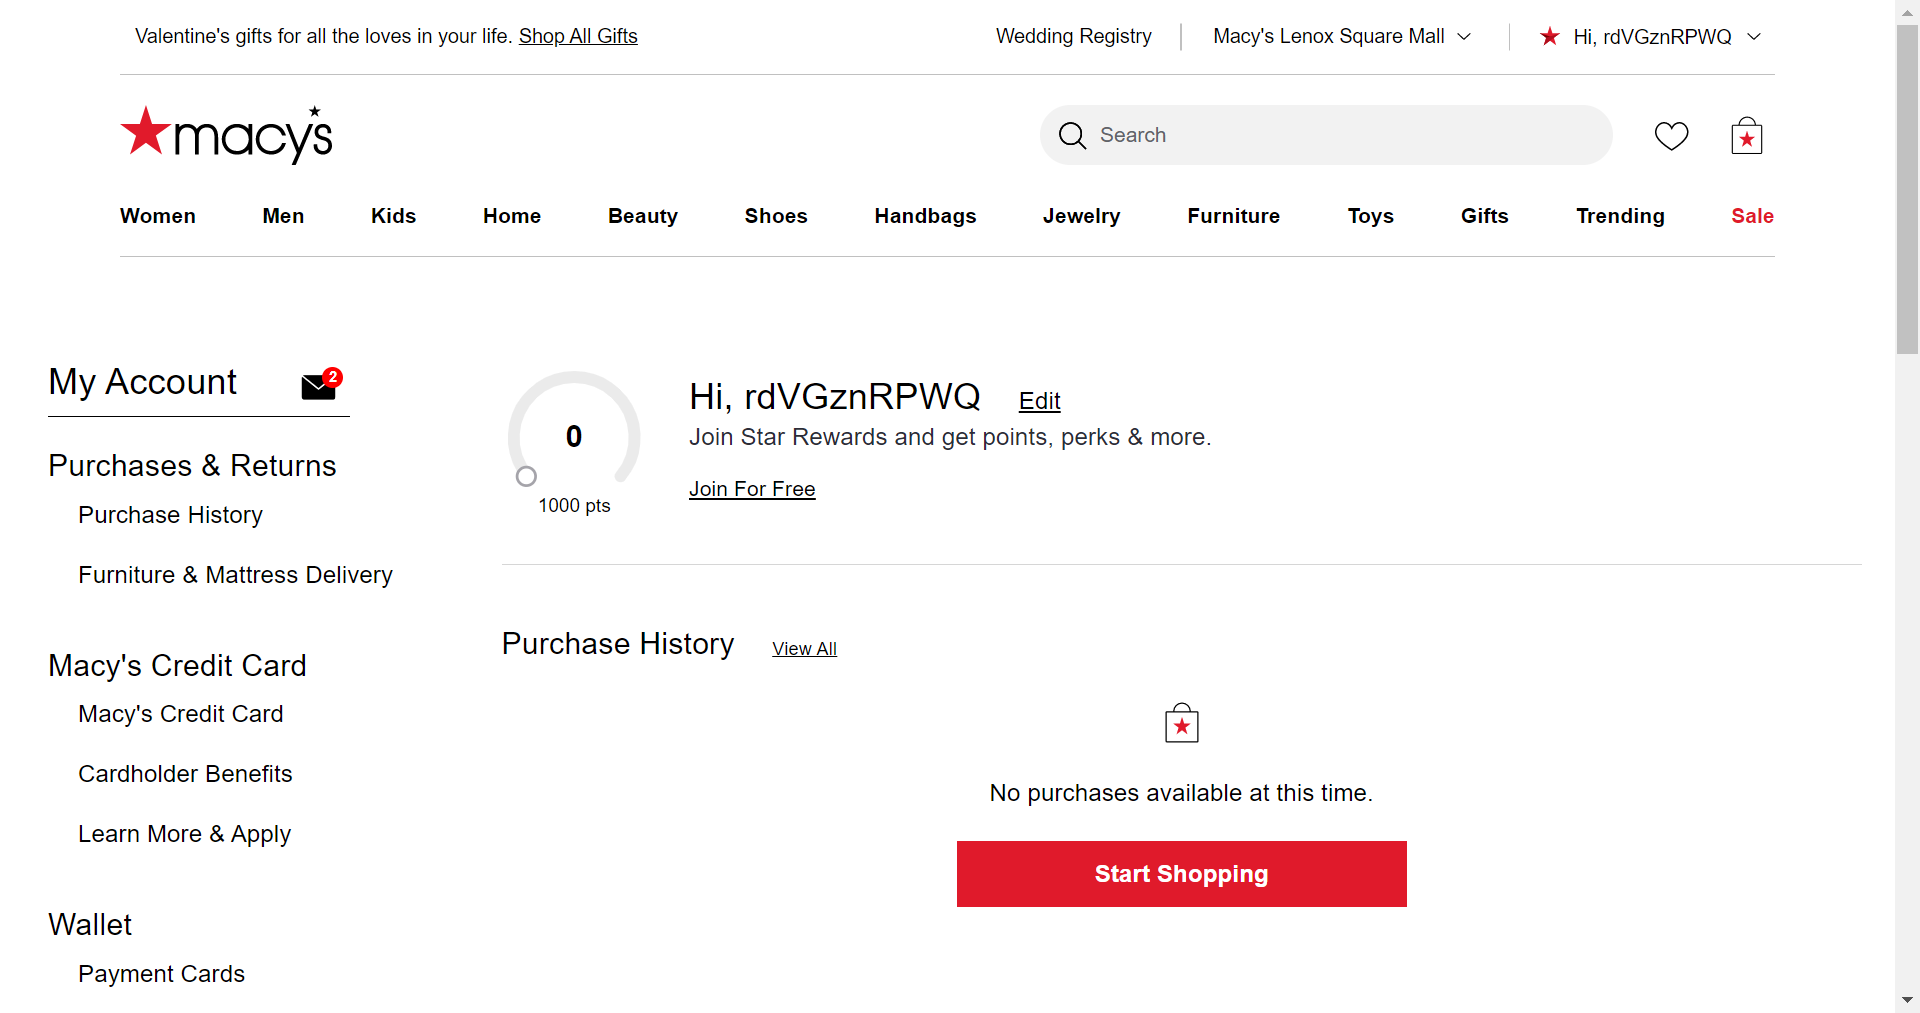 Valentine's gifts for all the loves in your life. Shop All Gifts
Wedding Registry
Macy's Lenox Square Mall
Hi, rdVGznRPWQ
macy's
Search
Women Men Kids Home Beauty Shoes Handbags Jewelry Furniture Toys Gifts Trending Sale
My Account
2
Purchases & Returns
Purchase History
Furniture & Mattress Delivery
Macy's Credit Card
Macy's Credit Card
Cardholder Benefits
Learn More & Apply
Wallet
Payment Cards
0
1000 pts
Hi, rdVGznRPWQ Edit
Join Star Rewards and get points, perks & more.
Join For Free
Purchase History View All
No purchases available at this time.
Start Shopping